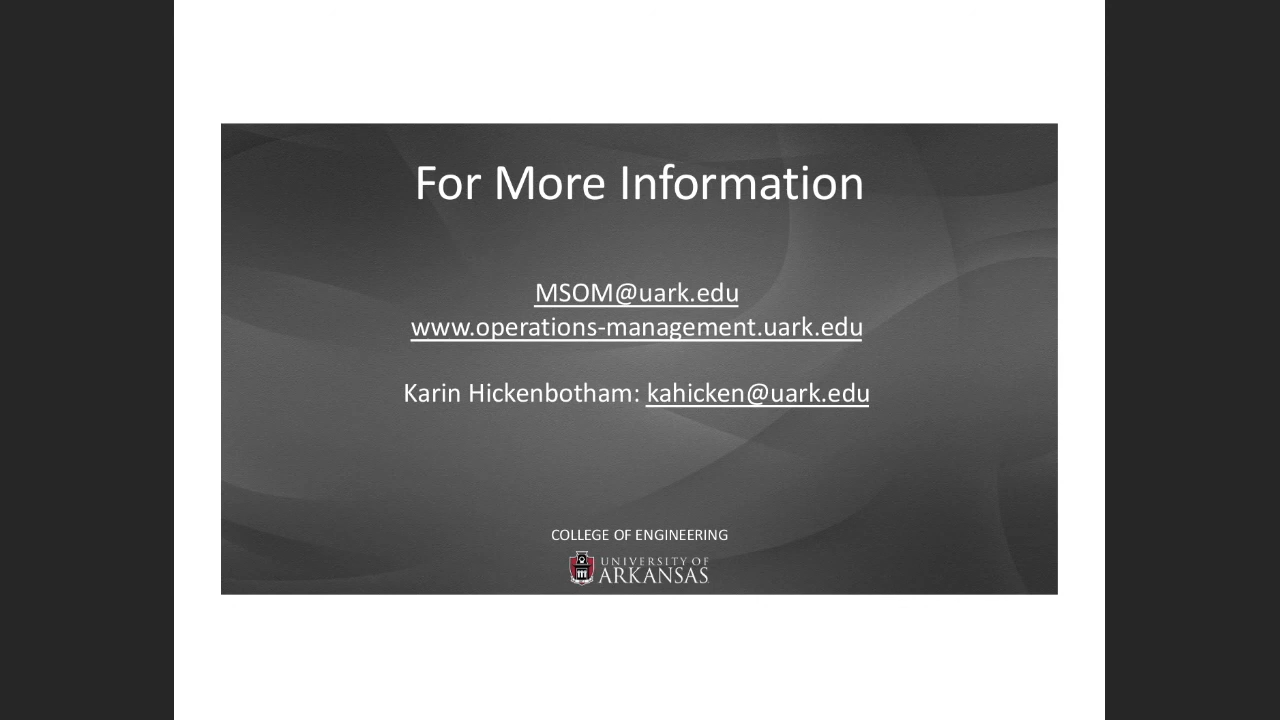 For More Information
MSOM@uark.edu
www.operations-management.uark.edu
Karin Hickenbotham: kahicken@uark.edu
COLLEGE OF ENGINEERING
UNIVERSITY OF
ARKANSAS